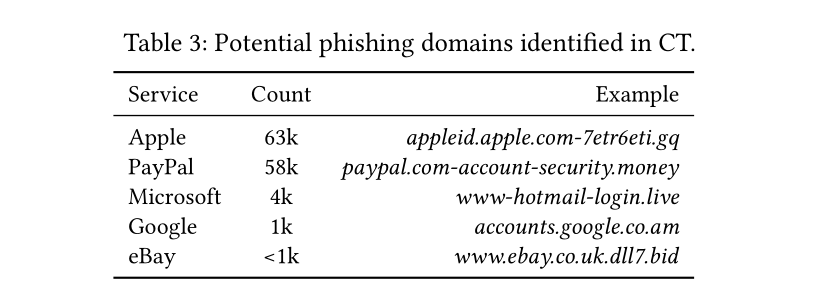 Table 3: Potential phishing domains identified in CT.
Service Count Example
Apple 63k appleid.apple.com-7etr6eti.gq
PayPal 58k paypal.com-account-security.money
Microsoft 4k www-hotmail-login.live
Google 1k accounts.google.co.am
eBay <1k www.ebay.co.uk.dll7.bid